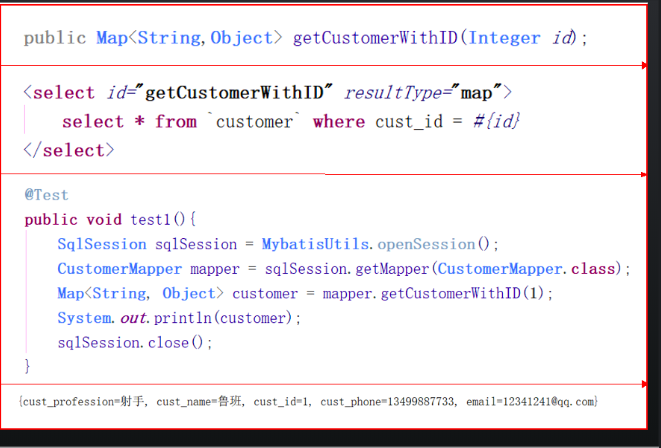 public Map<String,Object> getCustomerWithID(Integer id);
<select id="getCustomerWithID" resultType="map">
select * from `customer` where cust_id = #{id}
</select>
@Test
public void test1(){
SqlSession sqlSession = MybatisUtils.openSession();
CustomerMapper mapper = sqlSession.getMapper(CustomerMapper.class);
Map<String, Object> customer = mapper.getCustomerWithID(1);
System.out.println(customer);
sqlSession.close();
}
{cust_profession=射手, cust_name=鲁班, cust_id=1, cust_phone=13499887733, email=12341241@qq.com}